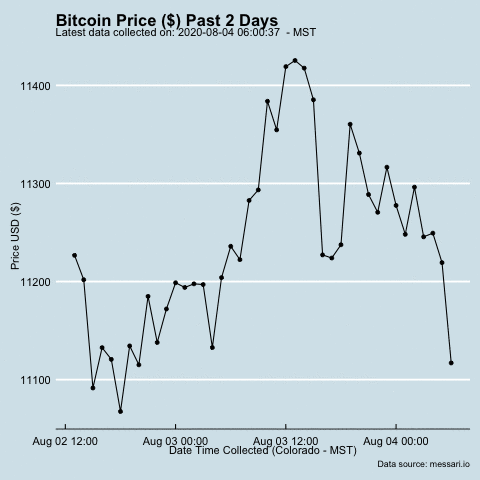 Bitcoin Price ($) Past 2 Days
Latest data collected on: 2020-08-04 06:00:37 - MST
11400
11300
11200
11100
Price USD ($)
Aug 02 12:00 Aug 03 00:00 Aug 03 12:00 Aug 04 00:00
Date Time Collected (Colorado - MST)
Data source: messari.io